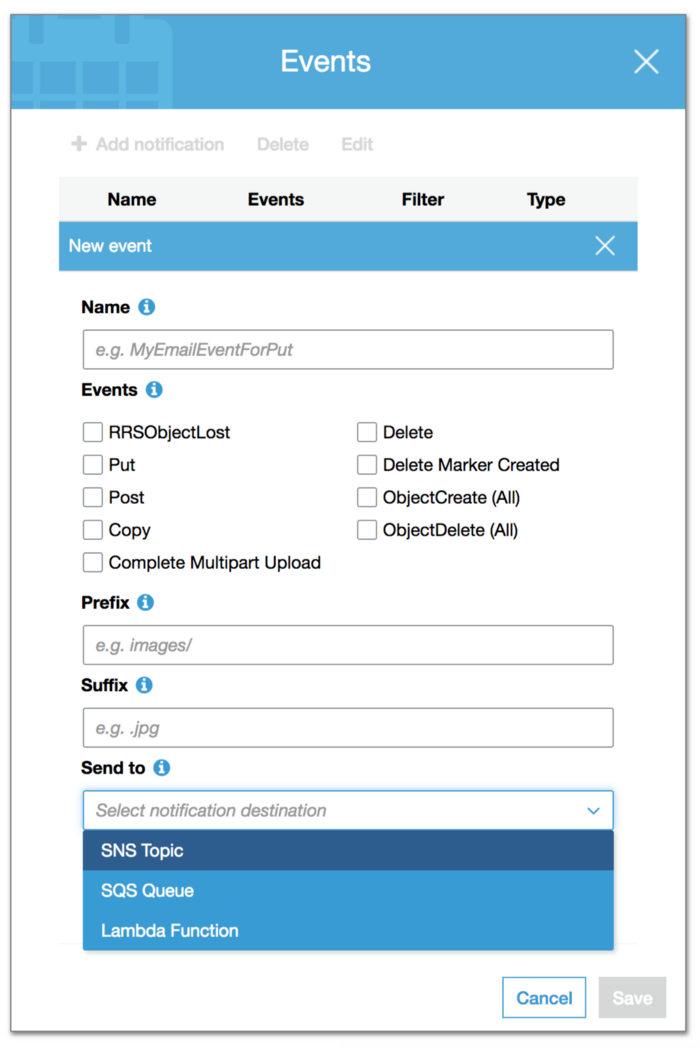 Events
Add notification Delete Edit
Name Events Filter Type
New event
Name
e.g. MyEmailEventForPut
Events
RRSObjectLost Delete
Put Delete Marker Created
Post ObjectCreate (All)
Copy ObjectDelete (All)
Complete Multipart Upload
Prefix
e.g. images/
Suffix
e.g. .jpg
Send to
Select notification destination
SNS Topic
SQS Queue
Lambda Function
Cancel Save